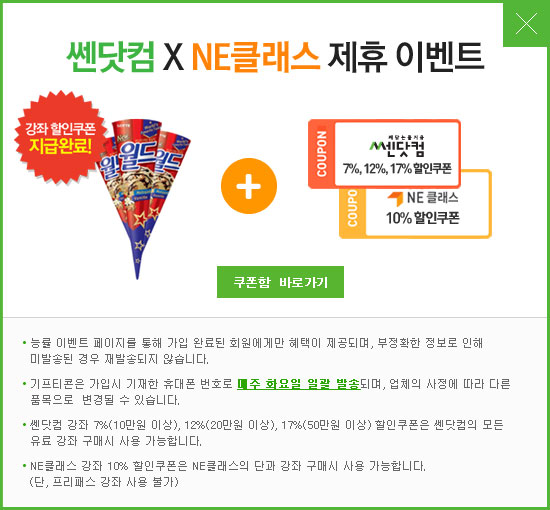 쎈닷컴 X NE클래스 제휴 이벤트
강좌 할인쿠폰
지급완료!
월드
월드
COUPON
깨닫는즐거움
쎈닷컴
7%, 12%, 17% 할인쿠폰
COUPON
NE 클래스
10% 할인쿠폰
쿠폰함 바로가기
• 능률 이벤트 페이지를 통해 가입 완료된 회원에게만 혜택이 제공되며, 부정확한 정보로 인해
미발송된 경우 재발송되지 않습니다.
• 기프티콘은 가입시 기재한 휴대폰 번호로 매주 화요일 일괄 발송되며, 업체의 사정에 따라 다른
품목으로 변경될 수 있습니다.
• 쎈닷컴 강좌 7%(10만원 이상), 12%(20만원 이상), 17%(50만원 이상) 할인쿠폰은 쎈닷컴의 모든
유료 강좌 구매시 사용 가능합니다.
• NE클래스 강좌 10% 할인쿠폰은 NE클래스의 단과 강좌 구매시 사용 가능합니다.
(단, 프리패스 강좌 사용 불가)